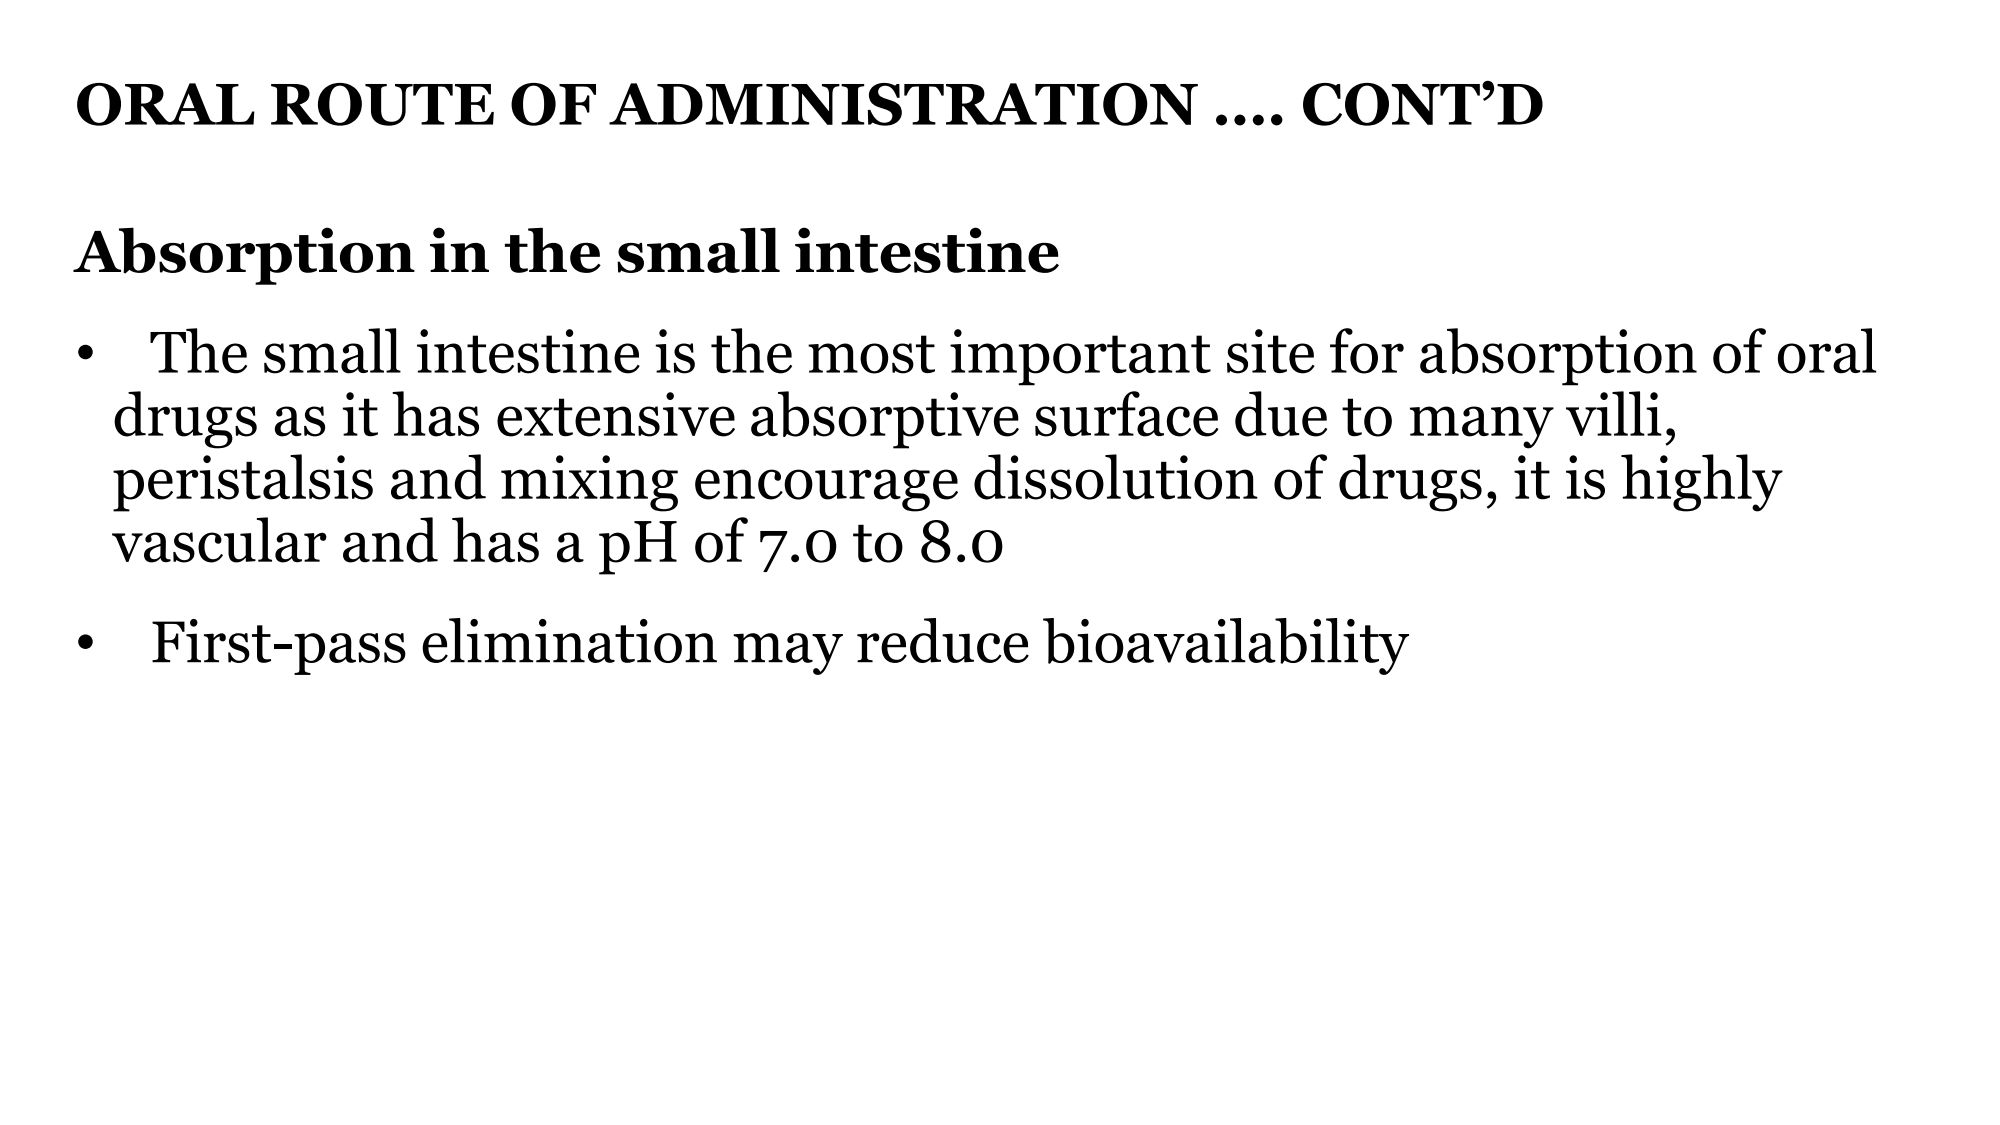 ORAL ROUTE OF ADMINISTRATION .... CONT’D
Absorption in the small intestine
• The small intestine is the most important site for absorption of oral
drugs as it has extensive absorptive surface due to many villi,
peristalsis and mixing encourage dissolution of drugs, it is highly
vascular and has a pH of 7.0 to 8.0
• First-pass elimination may reduce bioavailability